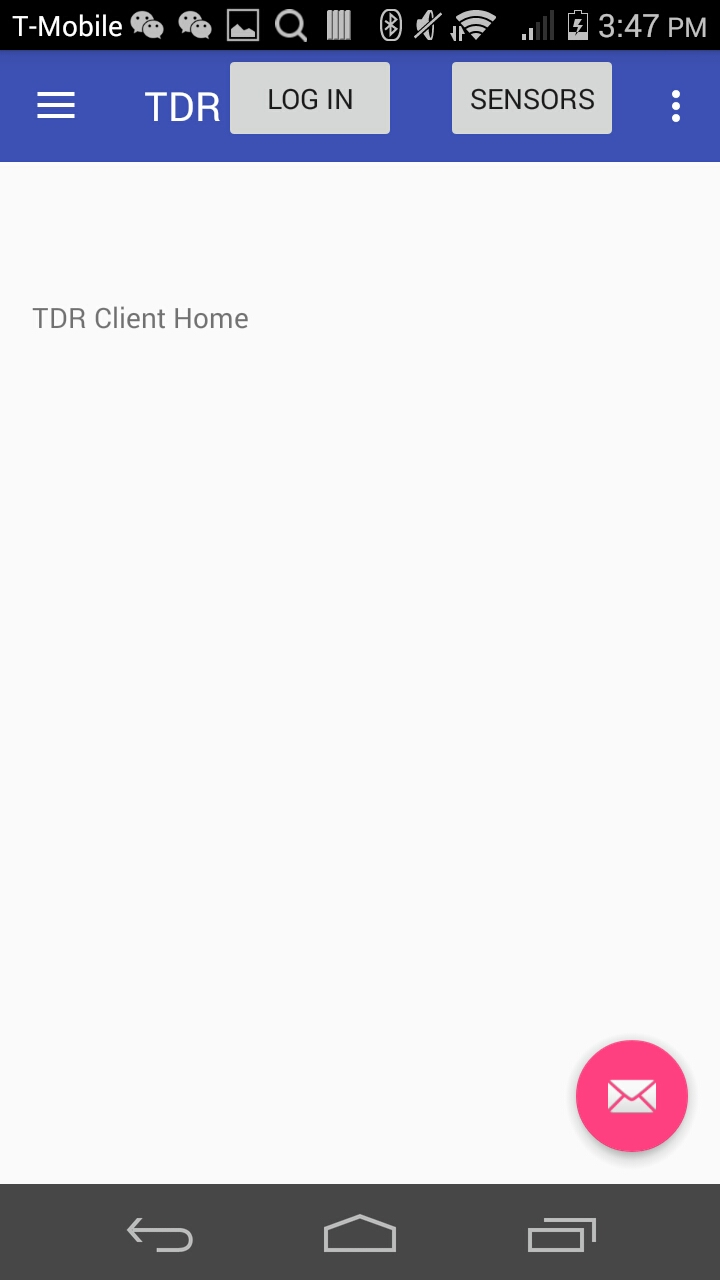 T-Mobile 3:47 PM
TDR LOG IN SENSORS
TDR Client Home